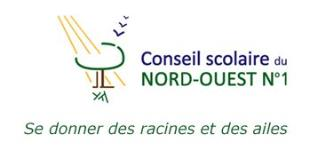 Conseil scolaire du
NORD-OUEST N°1
Se donner des racines et des ailes